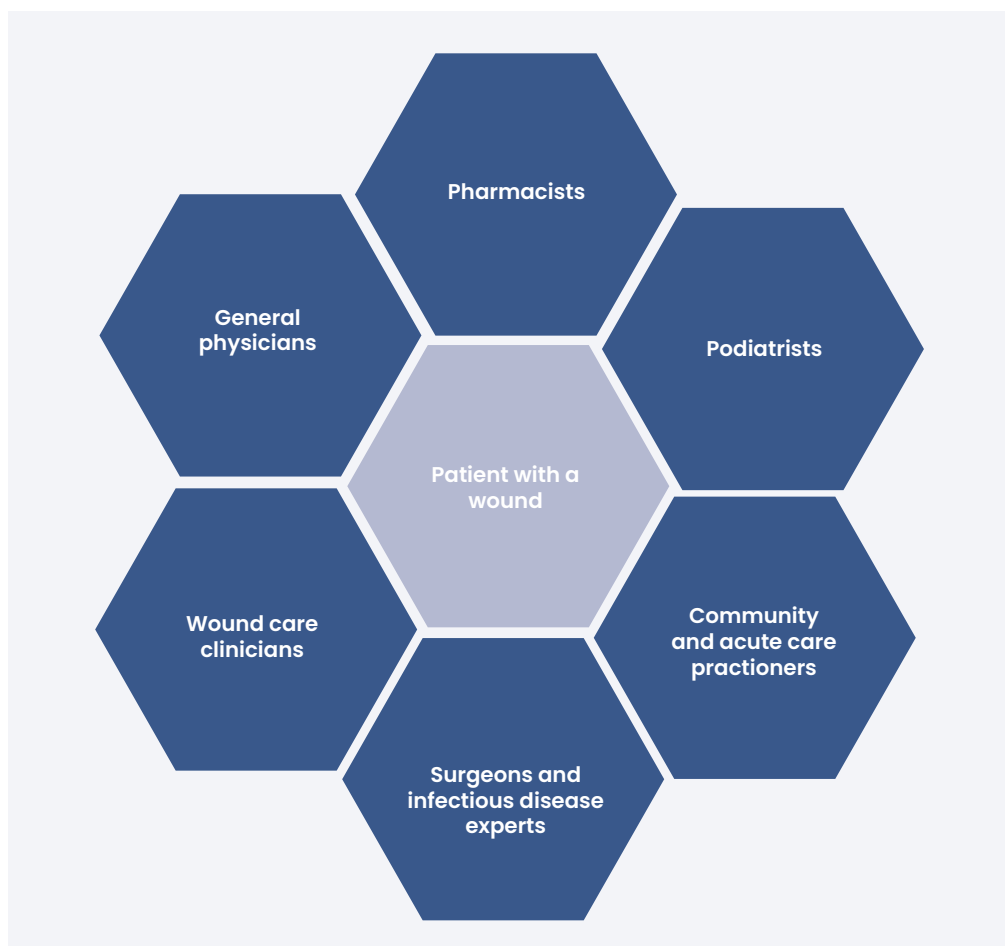 Pharmacists
General
physicians
Podiatrists
Patient with a
wound
Wound care
clinicians
Community
and acute care
practioners
Surgeons and
infectious disease
experts